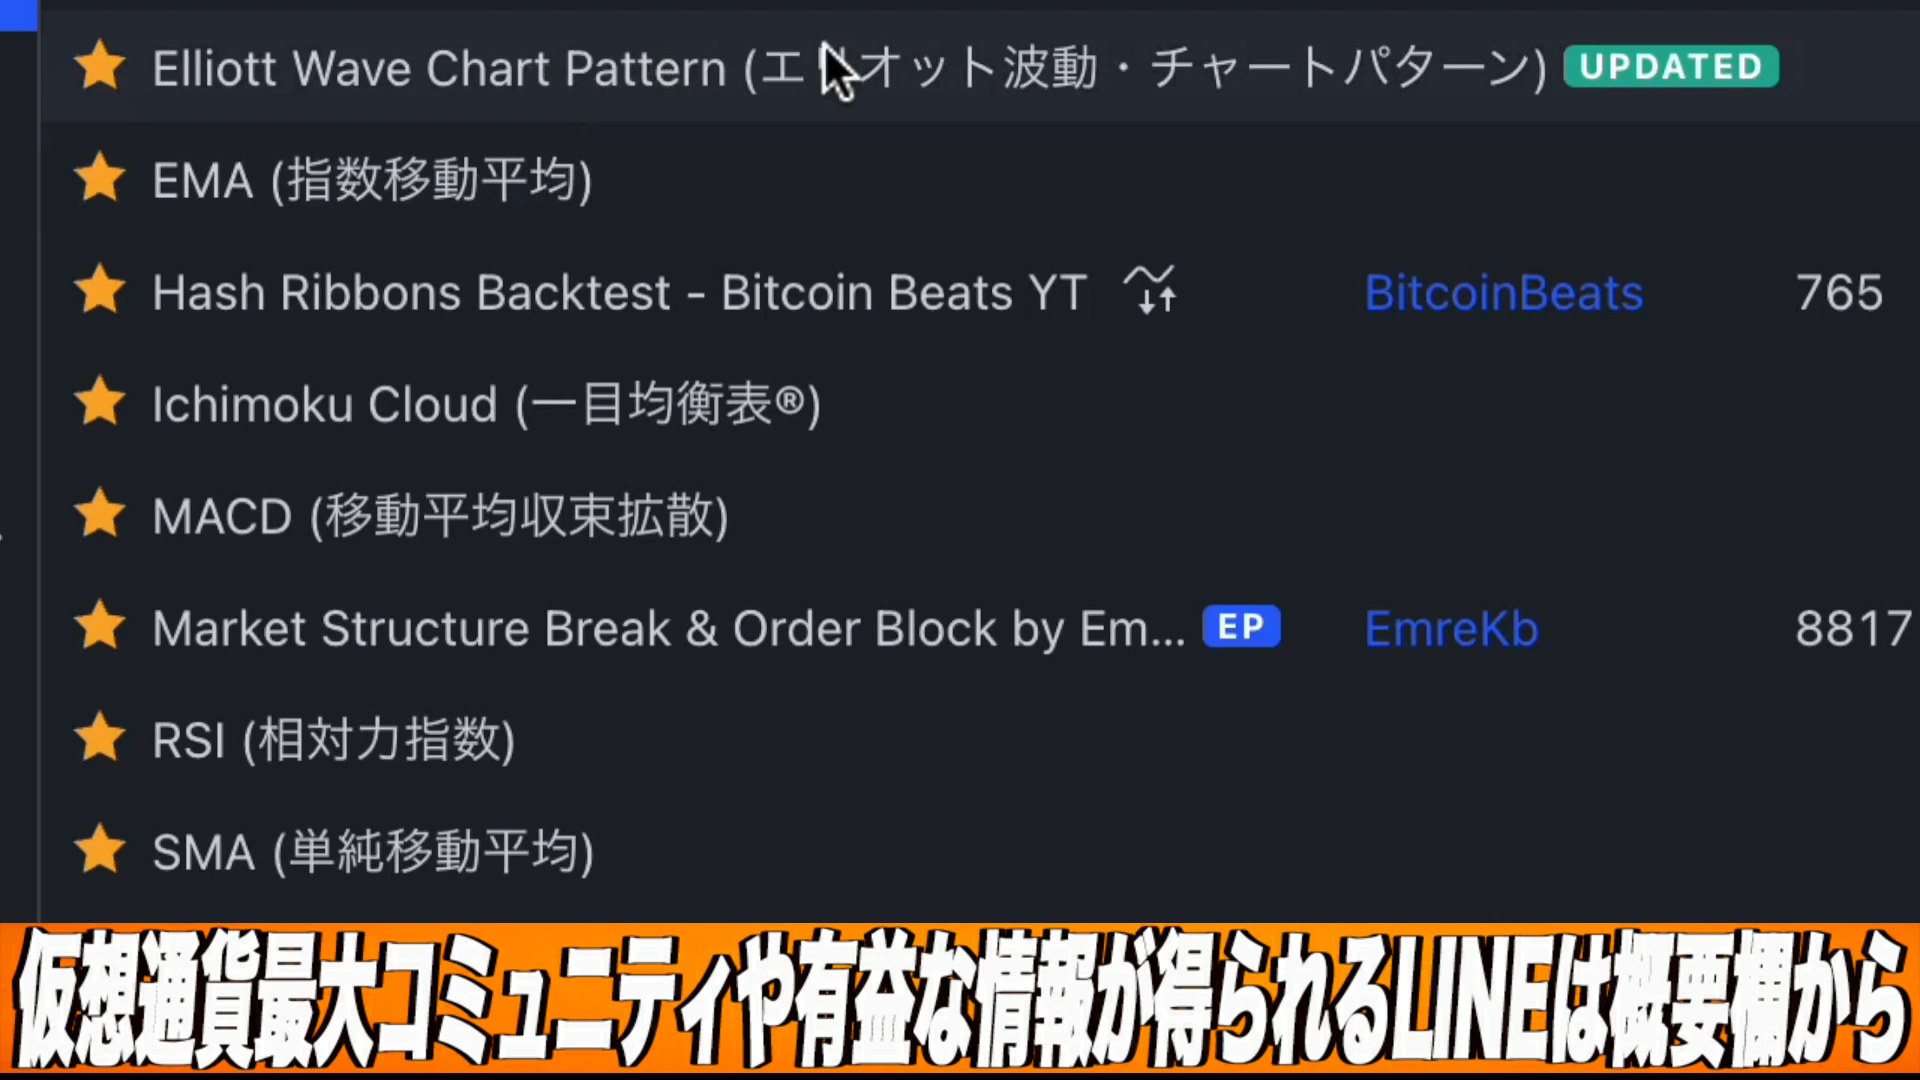 Elliott Wave Chart Pattern (エリオット波動・チャートパターン) UPDATED
EMA (指数移動平均)
Hash Ribbons Backtest - Bitcoin Beats YT BitcoinBeats 765
Ichimoku Cloud (一目均衡表®)
MACD (移動平均収束拡散)
Market Structure Break & Order Block by Em... EP EmreKb 8817
RSI (相対力指数)
SMA (単純移動平均)
仮想通貨最大コミュニティや有益な情報が得られるLINEは概要欄から